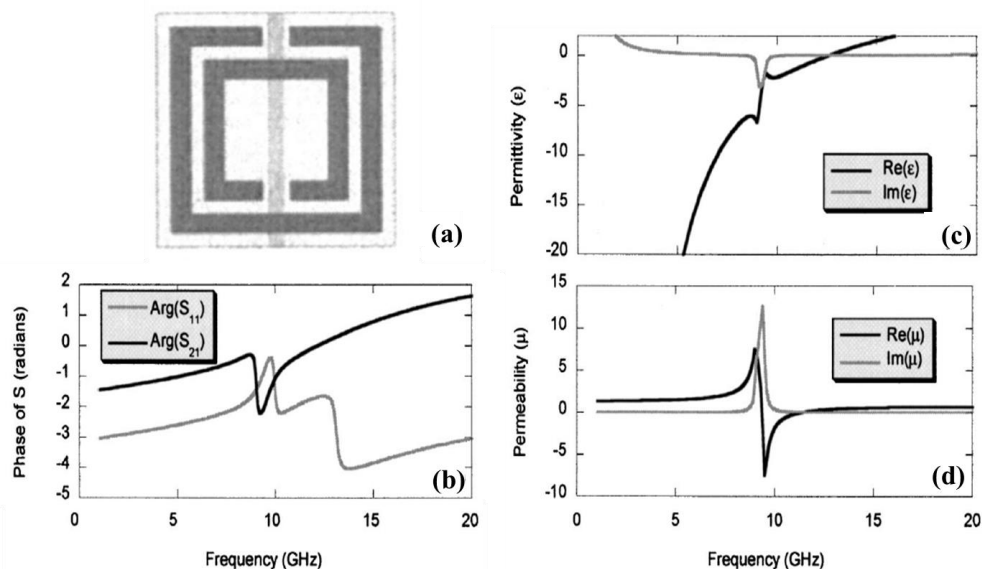 (a)
0
-5
-10
-15
-20
Permittivity (ε)
Re(ε)
Im(ε)
(c)
2
1
0
-1
-2
-3
-4
-5
Phase of S (radians)
Arg(S11)
Arg(S21)
(b)
0 5 10 15 20
Frequency (GHz)
15
10
5
0
-5
-10
Permeability (μ)
Re(μ)
Im(μ)
(d)
0 5 10 15 20
Frequency (GHz)